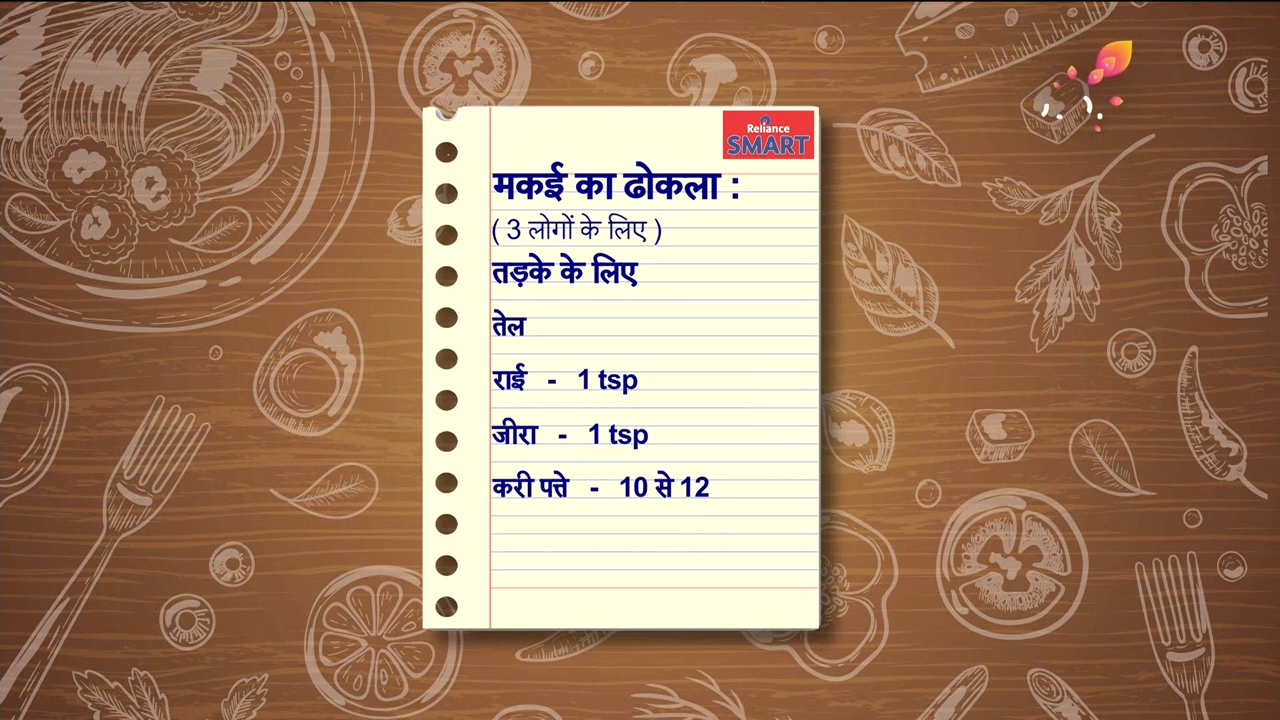 Reliance
SMART
मकई का ढोकला :
( 3 लोगों के लिए )
तड़के के लिए
तेल
राई - 1 tsp
जीरा - 1 tsp
करी पत्ते - 10 से 12